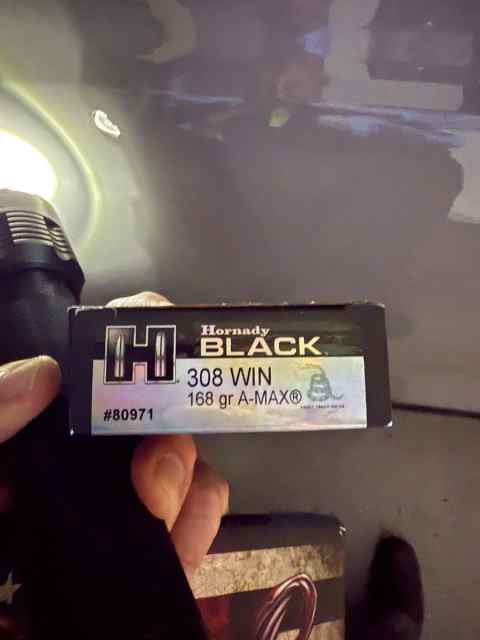 Hornady
BLACK
308 WIN
168 gr A-MAX®
#80971